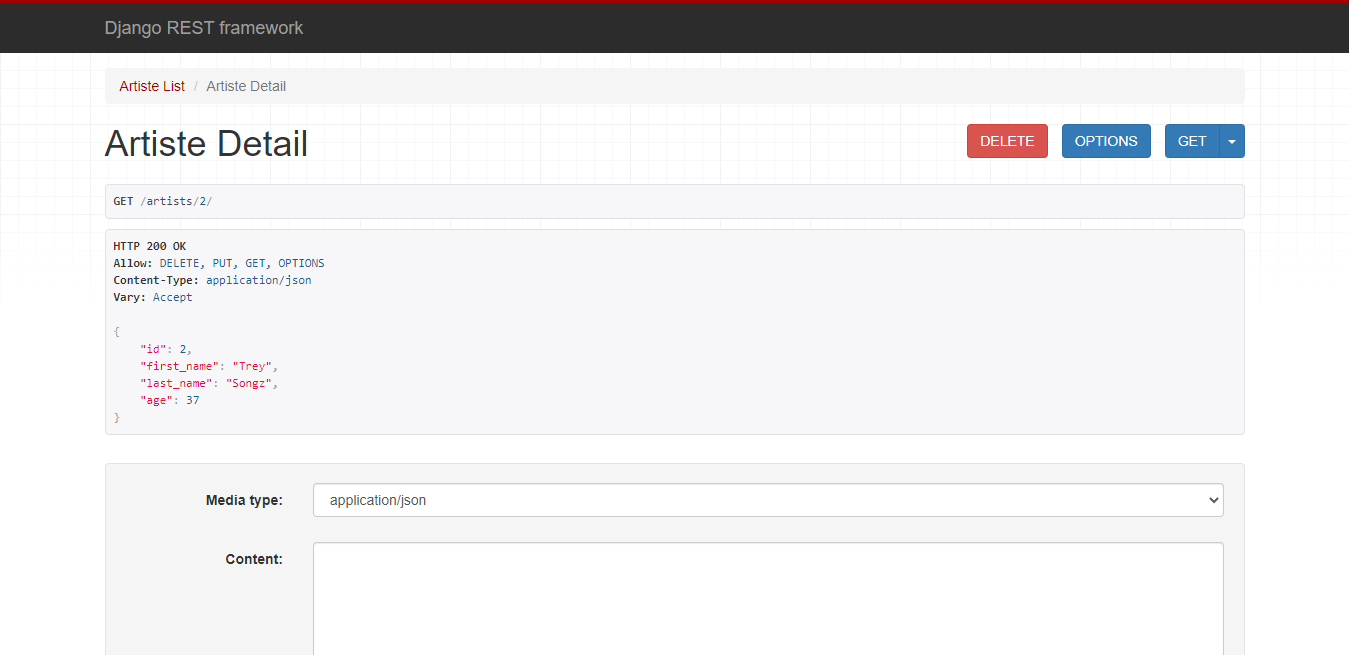 Django REST framework
Artiste List / Artiste Detail
Artiste Detail
DELETE
OPTIONS
GET
GET /artists/2/
HTTP 200 OK
Allow: DELETE, PUT, GET, OPTIONS
Content-Type: application/json
Vary: Accept
{
    "id": 2,
    "first_name": "Trey",
    "last_name": "Songz",
    "age": 37
}
Media type:
application/json
Content: